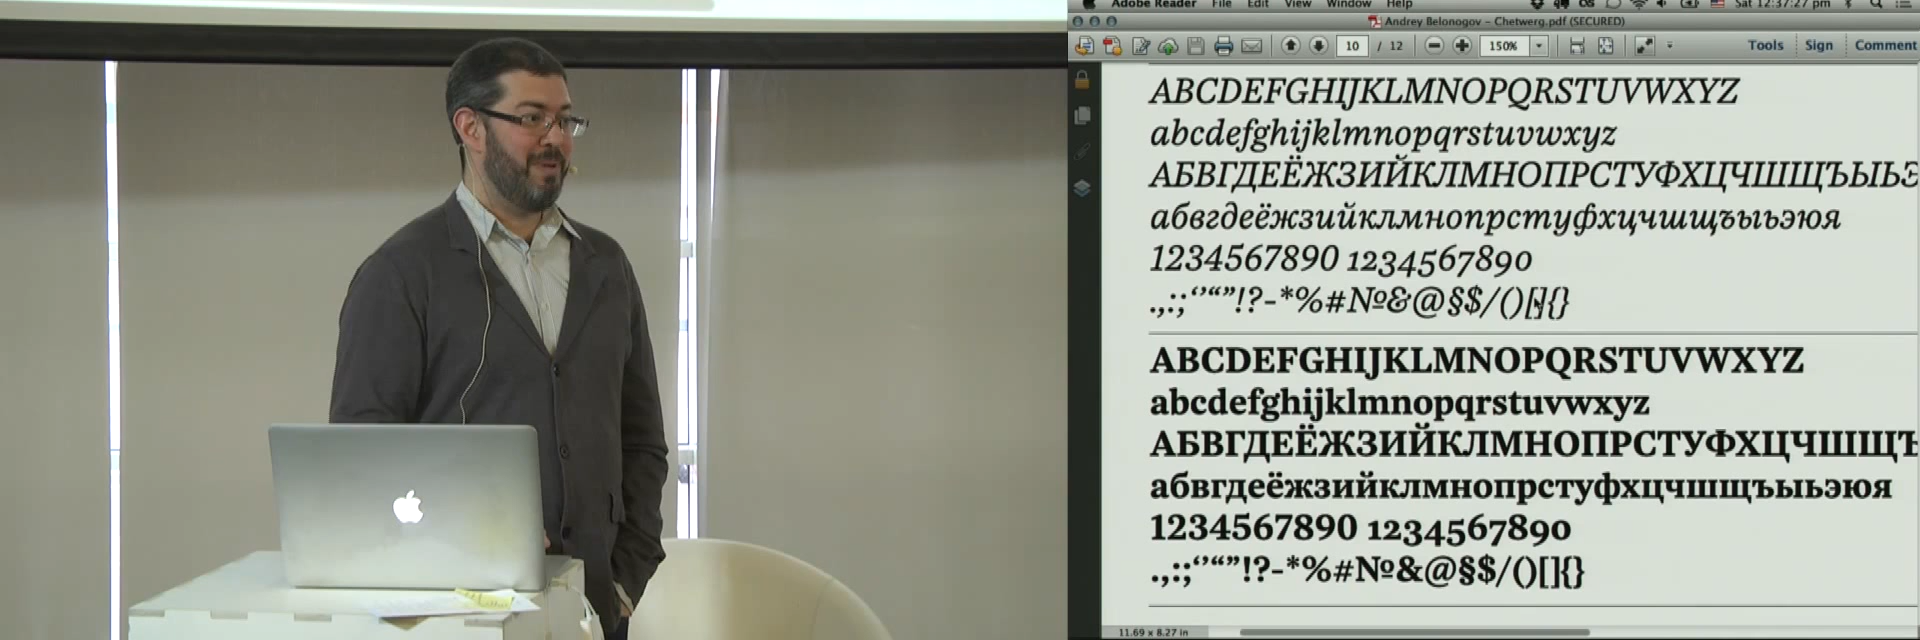 Adobe Reader File Edit View Window Help Sat 12:37:27 pm
Andrey Belonogov – Chetwerg.pdf (SECURED)
10 / 12 150% Tools Sign Comment
ABCDEFGHIJKLMNOPQRSTUVWXYZ
abcdefghijklmnopqrstuvwxyz
АБВГДЕЁЖЗИЙКЛМНОПРСТУФХЦЧШЩЪЫЬЭ
абвгдеёжзийклмнопрстуфхцчшщъыьэюя
1234567890 1234567890
.,:;‘’“”!?-*%#№&@§$/()[]{}
ABCDEFGHIJKLMNOPQRSTUVWXYZ
abcdefghijklmnopqrstuvwxyz
АБВГДЕЁЖЗИЙКЛМНОПРСТУФХЦЧШЩЪ
абвгдеёжзийклмнопрстуфхцчшщъыьэюя
1234567890 1234567890
.,:;‘’“”!?-*%#№&@§$/()[]{}
11.69 x 8.27 in